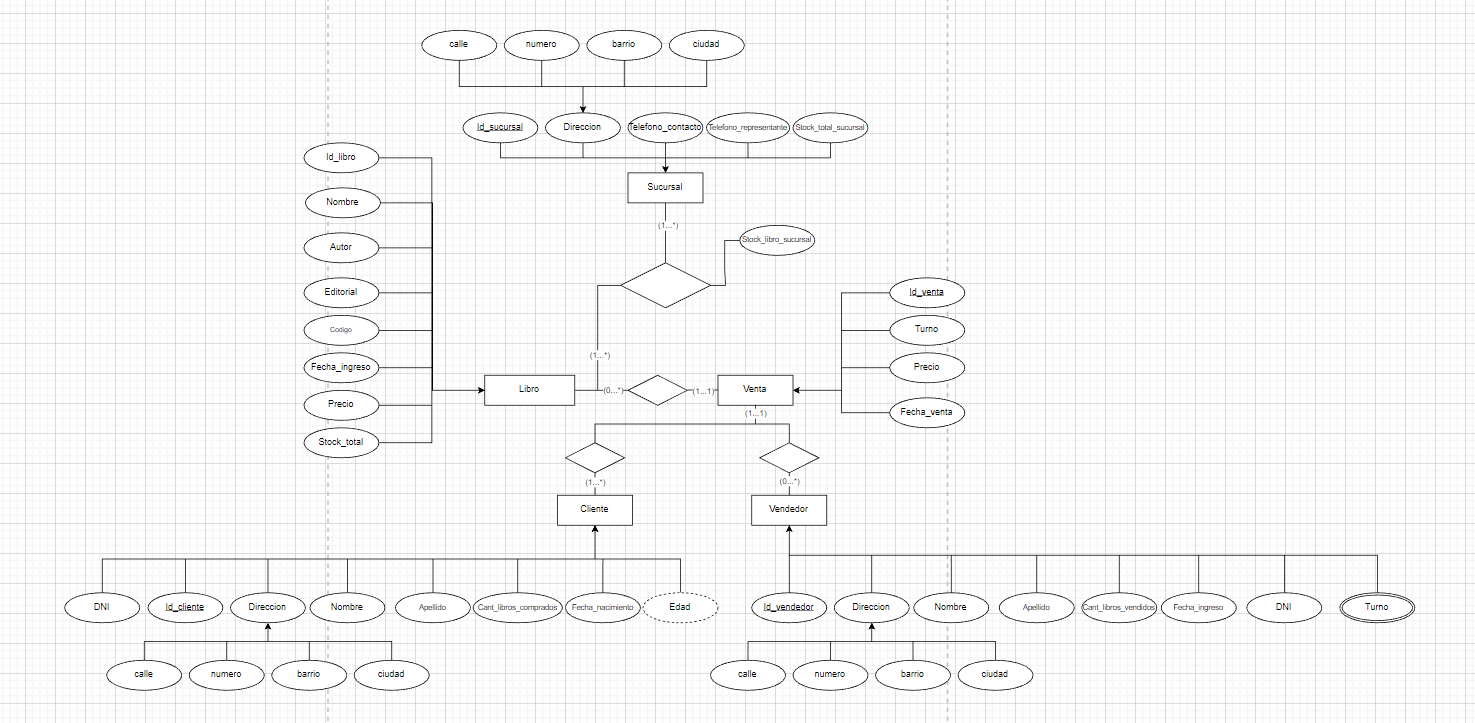 calle
numero
barrio
ciudad
Id_sucursal
Direccion
Telefono_contacto
Telefono_representante
Stock_total_sucursal
Id_libro
Sucursal
Nombre
(1...*)
Stock_libro_sucursal
Autor
Editorial
Id_venta
Codigo
Turno
(1...*)
Fecha_ingreso
Precio
Libro
(0...*)
(1...1)
Venta
Precio
Fecha_venta
(1...1)
Stock_total
(1...*)
(0...*)
Cliente
Vendedor
DNI
Id_cliente
Direccion
Nombre
Apellido
Cant_libros_comprados
Fecha_nacimiento
Edad
Id_vendedor
Direccion
Nombre
Apellido
Cant_libros_vendidos
Fecha_ingreso
DNI
Turno
calle
numero
barrio
ciudad
calle
numero
barrio
ciudad